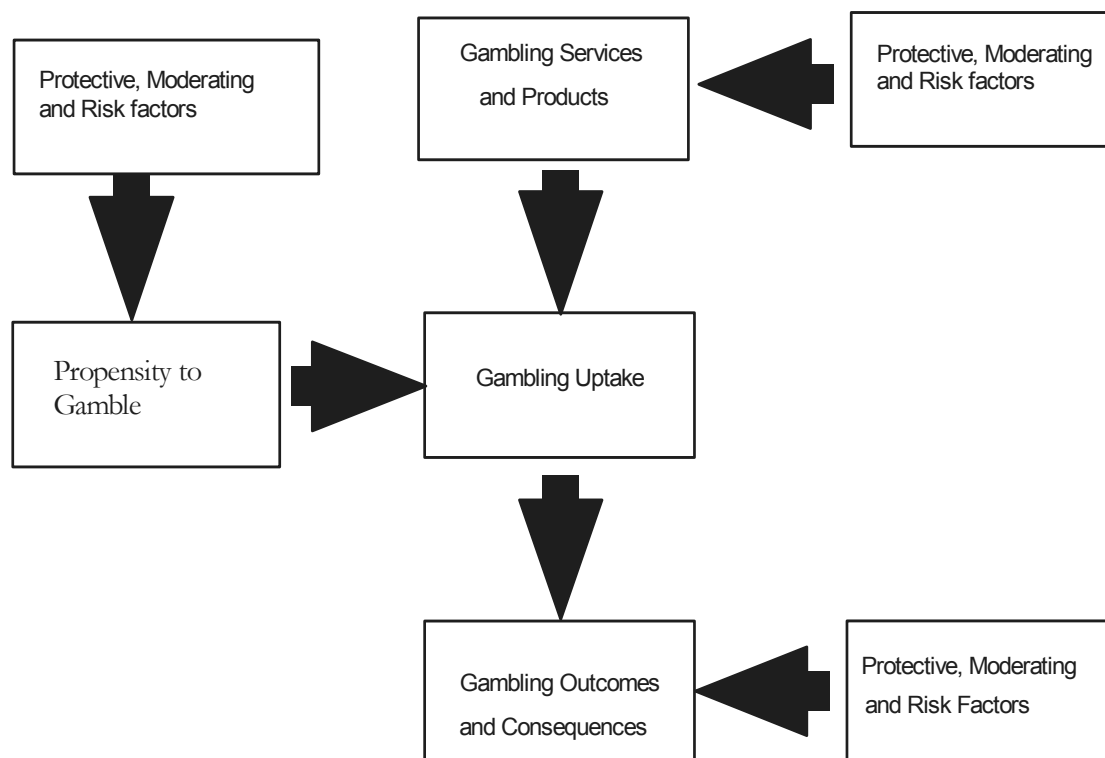 Protective, Moderating
and Risk factors
Gambling Services
and Products
Protective, Moderating
and Risk factors
Propensity to
Gamble
Gambling Uptake
Gambling Outcomes
and Consequences
Protective, Moderating
and Risk Factors